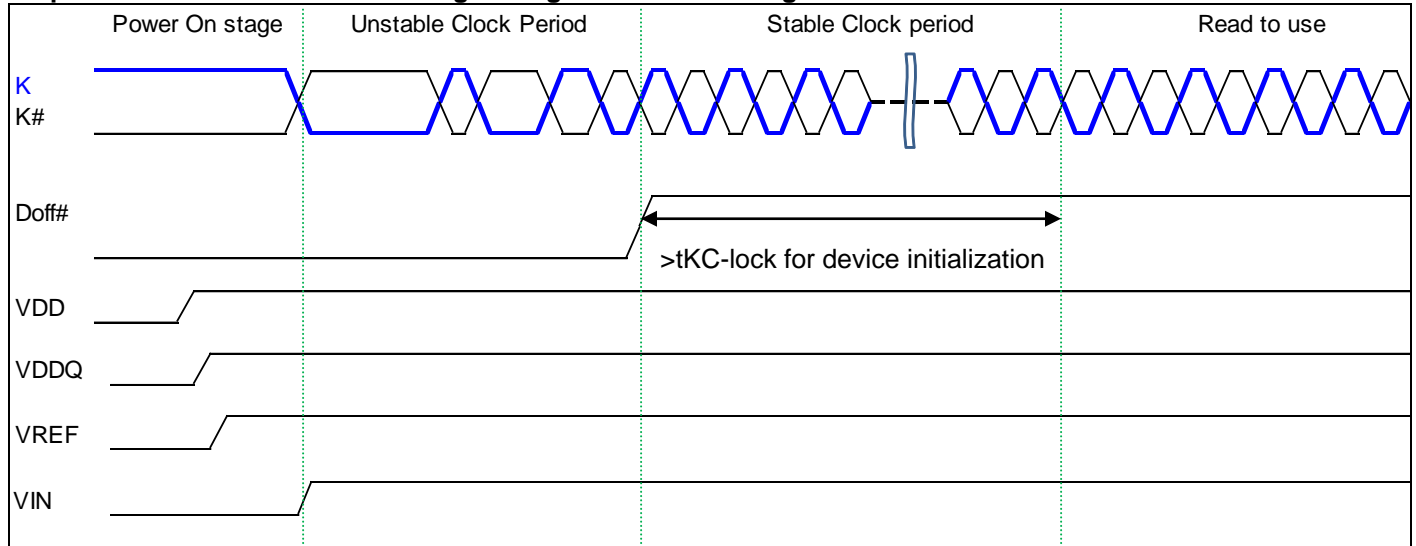 Power On stage Unstable Clock Period Stable Clock period Read to use
K
K#
Doff#
>tKC-lock for device initialization
VDD
VDDQ
VREF
VIN